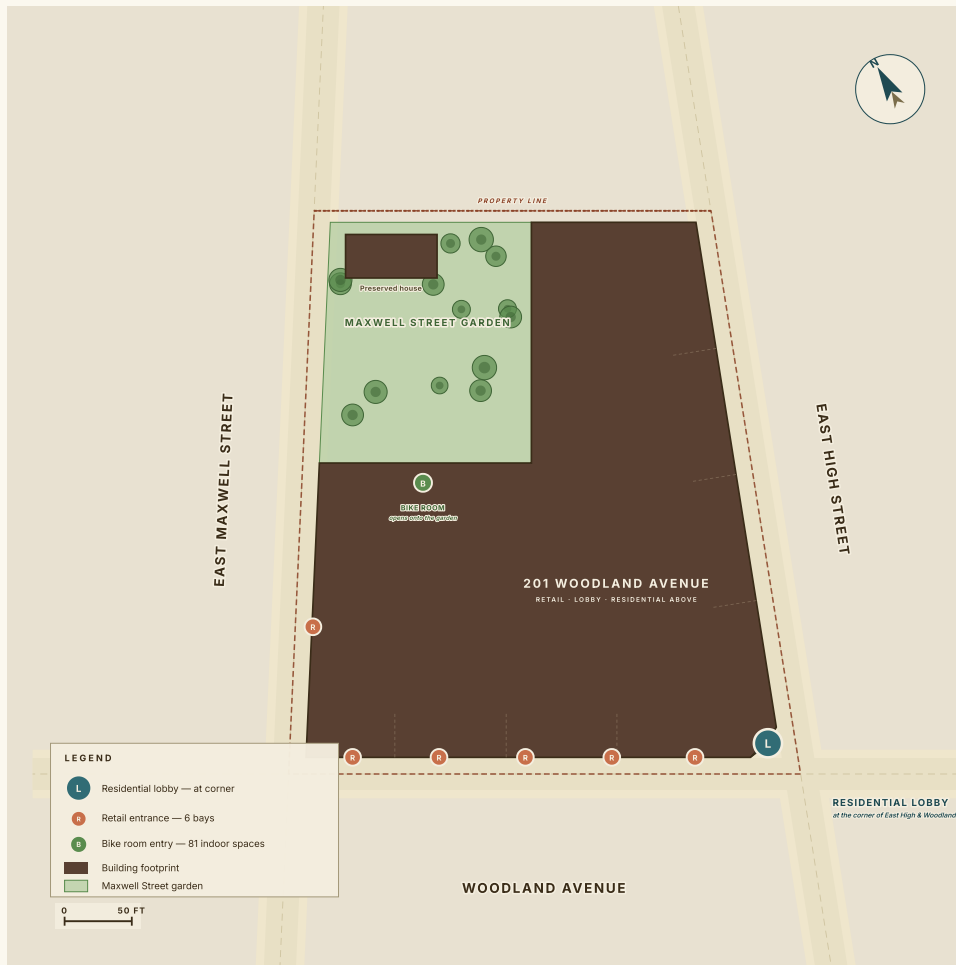 N
PROPERTY LINE
Preserved house
MAXWELL STREET GARDEN
EAST MAXWELL STREET
EAST HIGH STREET
B
BIKE ROOM
opens onto the garden
201 WOODLAND AVENUE
RETAIL · LOBBY · RESIDENTIAL ABOVE
R
R
R
R
R
R
L
RESIDENTIAL LOBBY
at the corner of East High & Woodland
LEGEND
L Residential lobby — at corner
R Retail entrance — 6 bays
B Bike room entry — 81 indoor spaces
Building footprint
Maxwell Street garden
0 50 FT
WOODLAND AVENUE